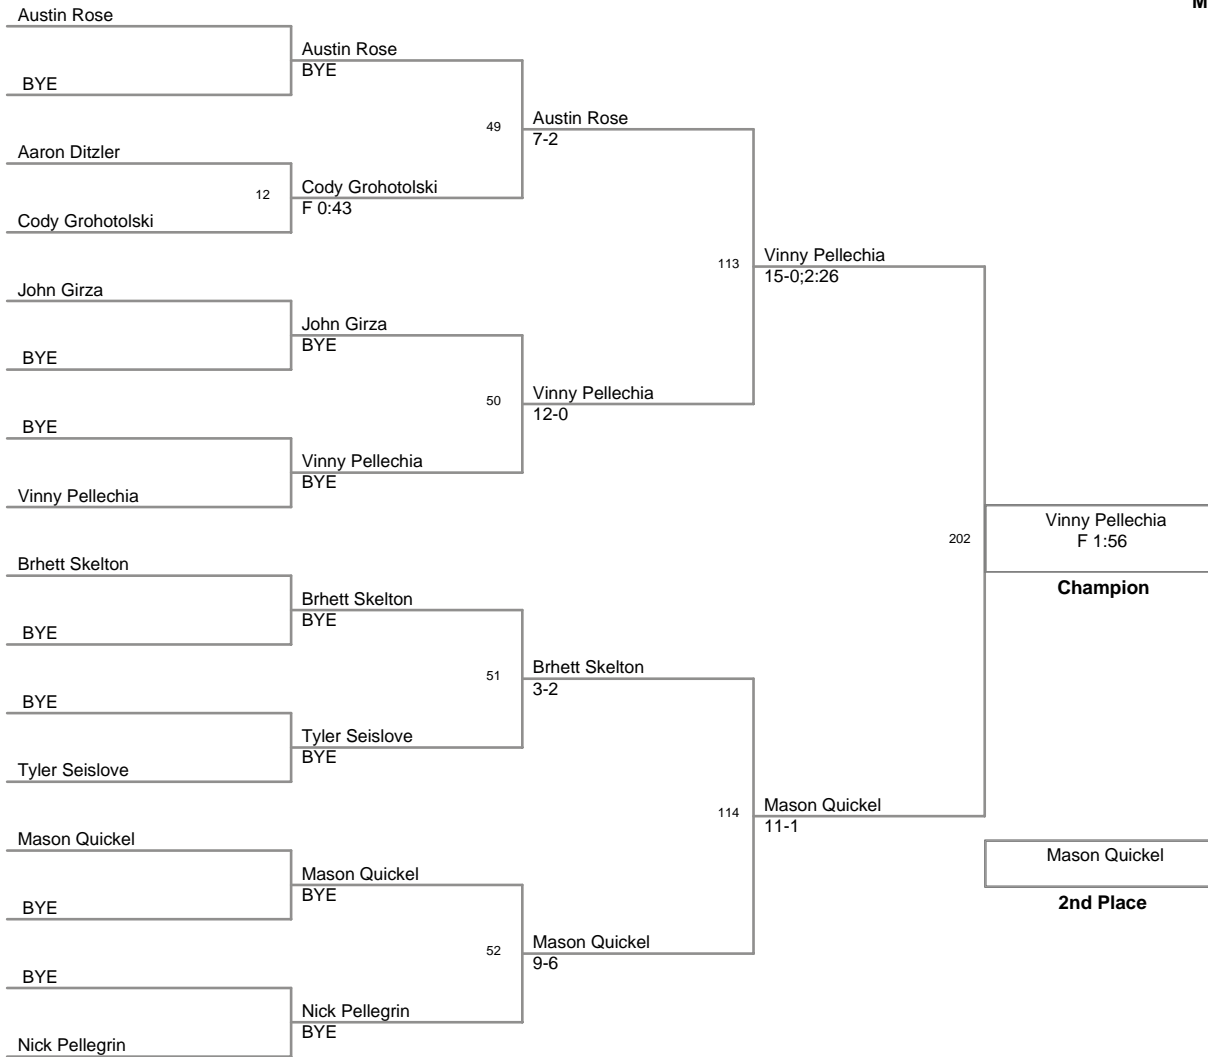 M
Austin Rose
BYE
Aaron Ditzler
12
Cody Grohotolski
John Girza
BYE
BYE
Vinny Pellechia
Brhett Skelton
BYE
BYE
Tyler Seislove
Mason Quickel
BYE
BYE
Nick Pellegrin
Austin Rose
BYE
49
Cody Grohotolski
F 0:43
John Girza
BYE
50
Vinny Pellechia
BYE
Brhett Skelton
BYE
51
Tyler Seislove
BYE
Mason Quickel
BYE
52
Nick Pellegrin
BYE
Austin Rose
7-2
113
Vinny Pellechia
12-0
Brhett Skelton
3-2
114
Mason Quickel
9-6
Vinny Pellechia
15-0;2:26
202
Mason Quickel
11-1
Vinny Pellechia
F 1:56
Champion
Mason Quickel
2nd Place